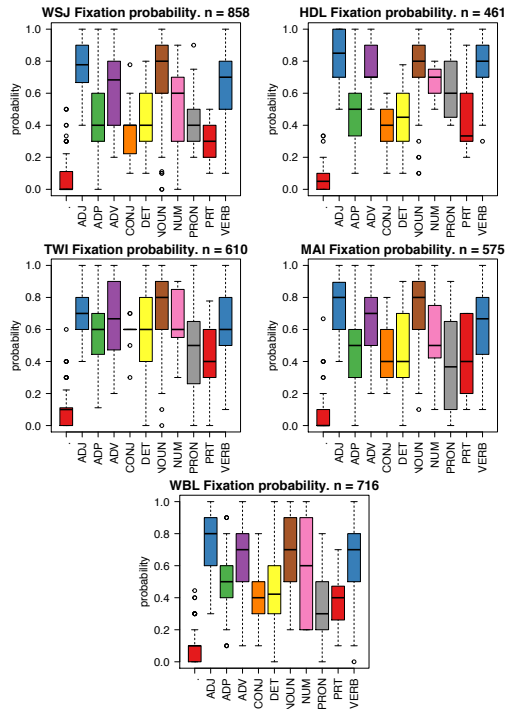 WSJ Fixation probability. n = 858
probability
1.0
0.8
0.6
0.4
0.2
0.0
.
ADJ
ADP
ADV
CONJ
DET
NOUN
NUM
PRON
PRT
VERB
HDL Fixation probability. n = 461
probability
1.0
0.8
0.6
0.4
0.2
0.0
.
ADJ
ADP
ADV
CONJ
DET
NOUN
NUM
PRON
PRT
VERB
TWI Fixation probability. n = 610
probability
1.0
0.8
0.6
0.4
0.2
0.0
.
ADJ
ADP
ADV
CONJ
DET
NOUN
NUM
PRON
PRT
VERB
MAI Fixation probability. n = 575
probability
1.0
0.8
0.6
0.4
0.2
0.0
.
ADJ
ADP
ADV
CONJ
DET
NOUN
NUM
PRON
PRT
VERB
WBL Fixation probability. n = 716
probability
1.0
0.8
0.6
0.4
0.2
0.0
.
ADJ
ADP
ADV
CONJ
DET
NOUN
NUM
PRON
PRT
VERB